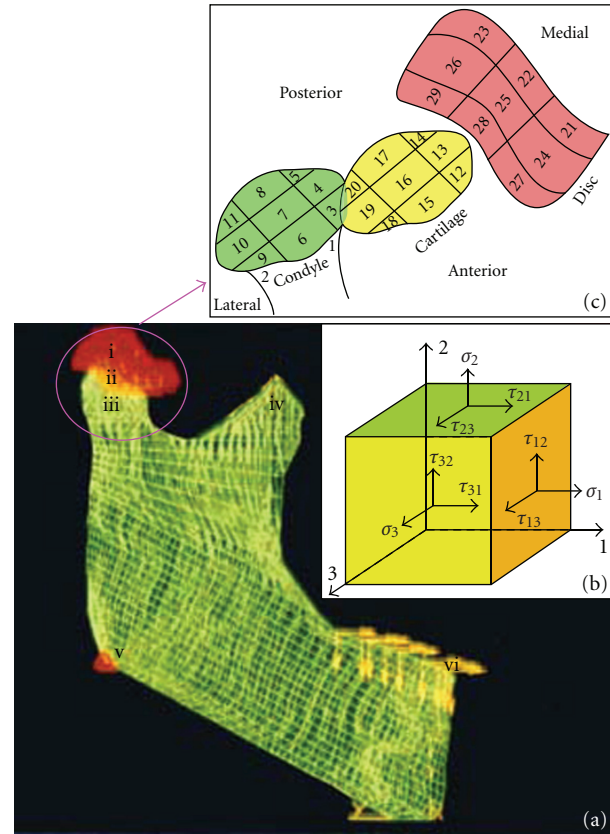 Posterior
Medial
23
26
22
29
25
28
21
24
27
Disc
14
17
13
20
16
12
19
15
18
Cartilage
5
8
4
11
7
3
10
6
9
1
2
Condyle
Lateral
Anterior
(c)
i
ii
iii
iv
v
vi
(a)
2
σ2
τ21
τ23
τ12
τ32
τ31
σ1
τ13
σ3
1
3
(b)